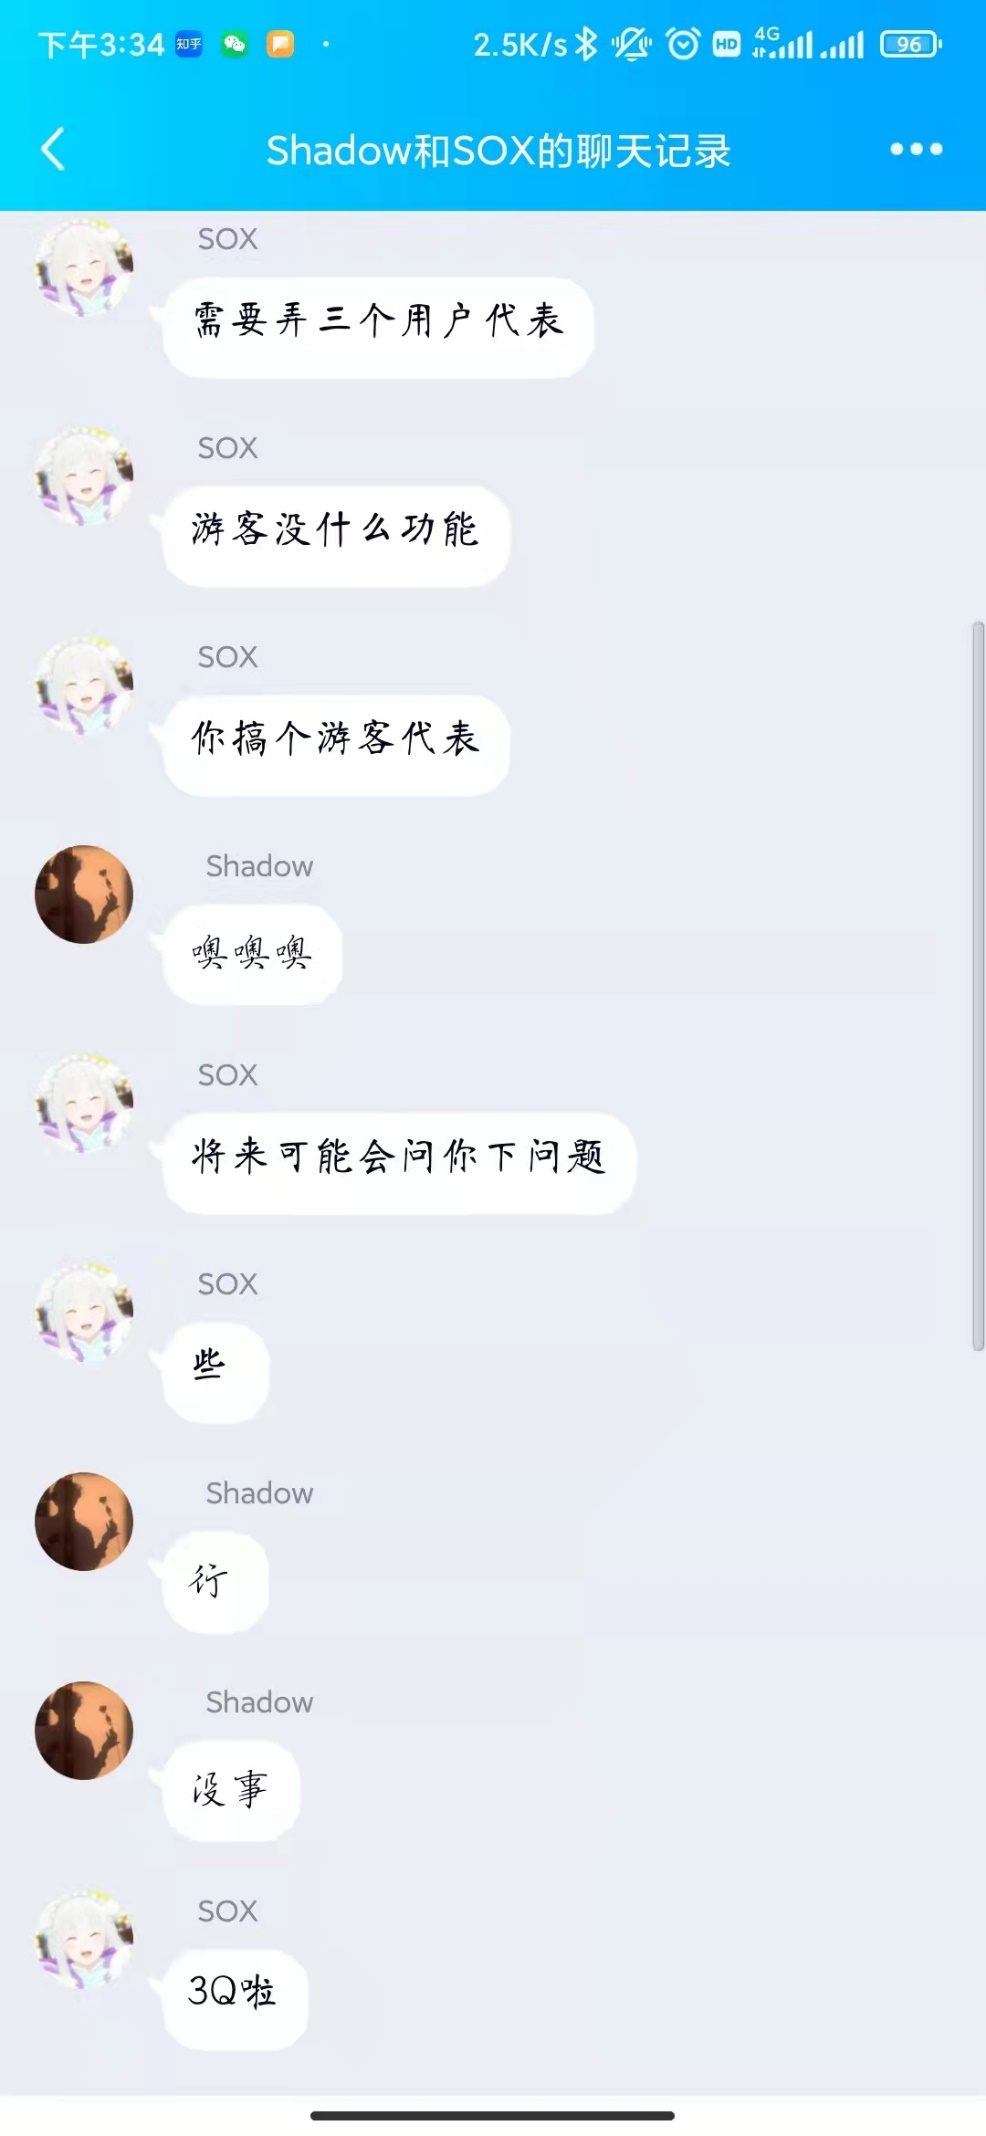 下午3:34 知乎 2.5K/s HD 4G 96
Shadow和SOX的聊天记录
SOX
需要弄三个用户代表
SOX
游客没什么功能
SOX
你搞个游客代表
Shadow
噢噢噢
SOX
将来可能会问你下问题
SOX
些
Shadow
行
Shadow
没事
SOX
3Q啦